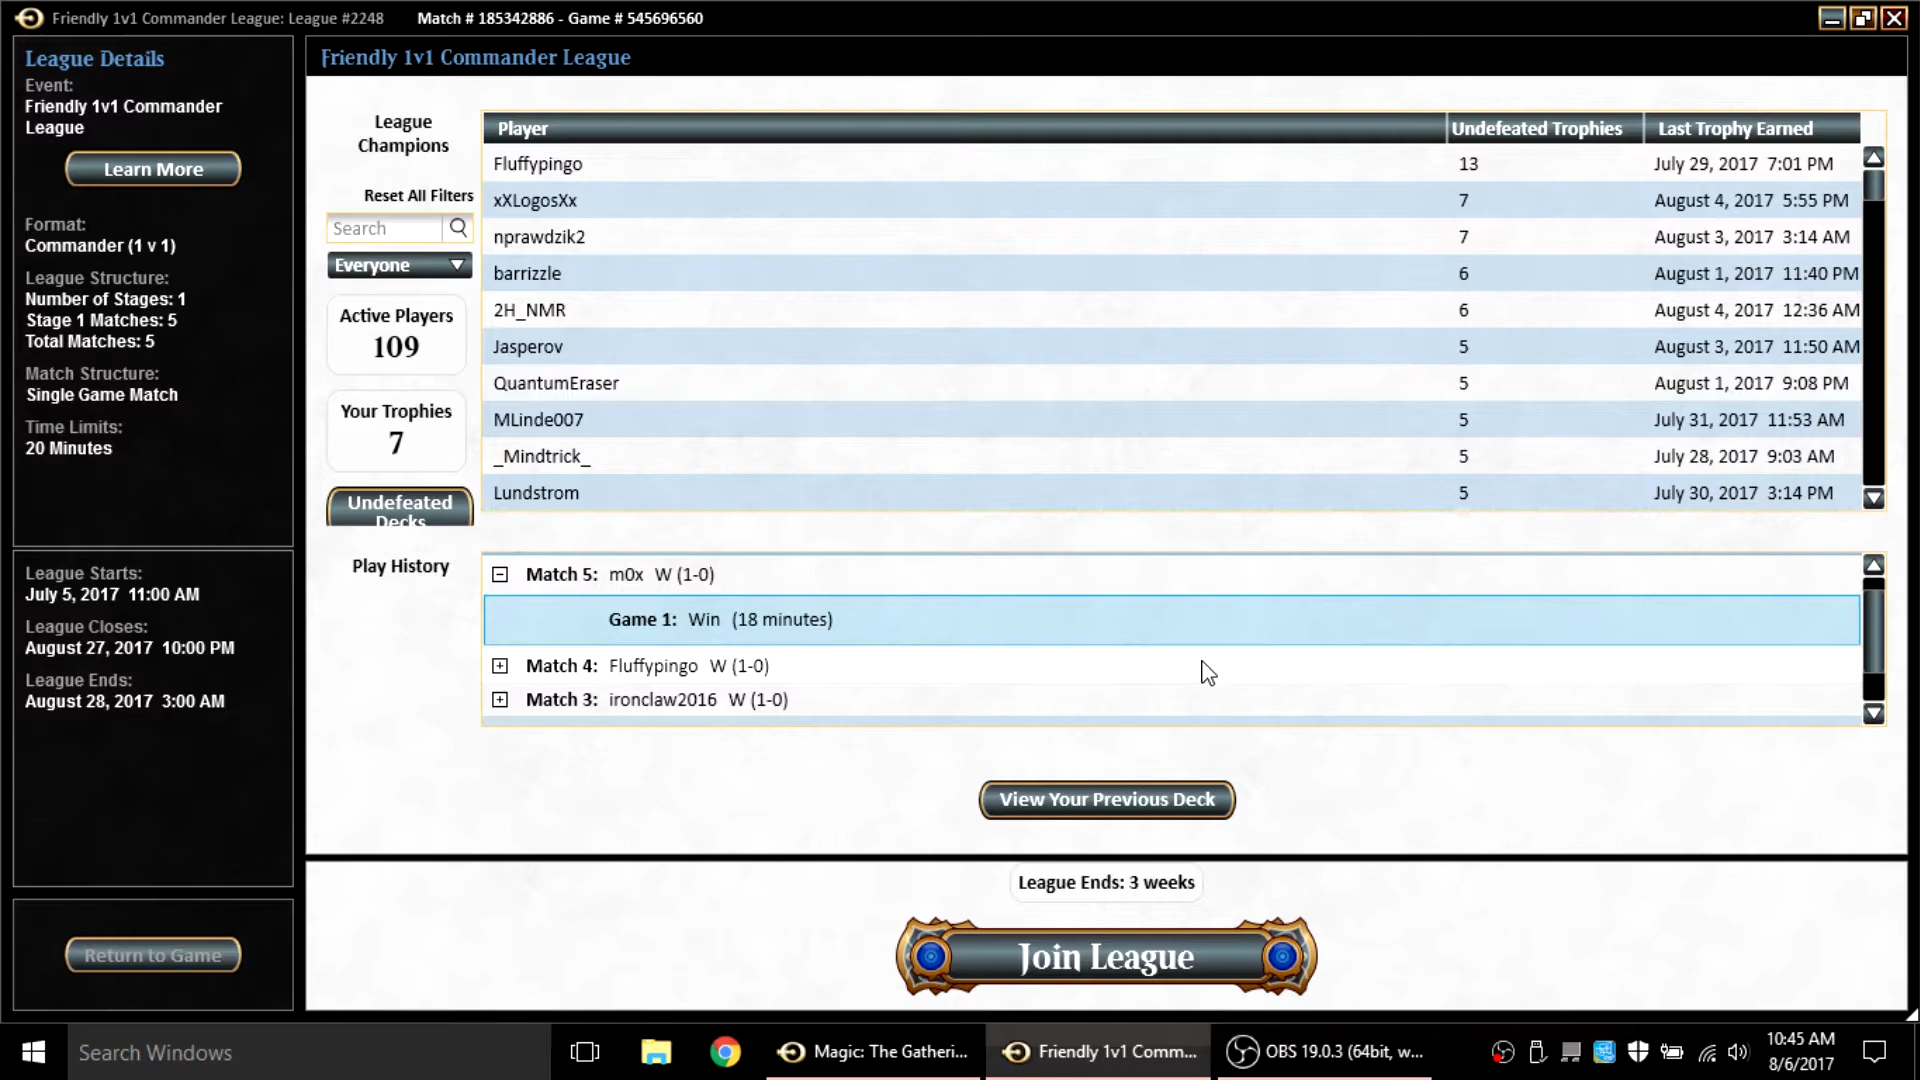 Friendly 1v1 Commander League: League #2248 Match # 185342886 - Game # 545696560
League Details
Event:
Friendly 1v1 Commander
League
Learn More
Format:
Commander (1 v 1)
League Structure:
Number of Stages: 1
Stage 1 Matches: 5
Total Matches: 5
Match Structure:
Single Game Match
Time Limits:
20 Minutes
League Starts:
July 5, 2017 11:00 AM
League Closes:
August 27, 2017 10:00 PM
League Ends:
August 28, 2017 3:00 AM
Return to Game
Friendly 1v1 Commander League
League
Champions
Reset All Filters
Search
Everyone
Active Players
109
Your Trophies
7
Undefeated
Decks
Player Undefeated Trophies Last Trophy Earned
Fluffypingo 13 July 29, 2017 7:01 PM
xXLogosXx 7 August 4, 2017 5:55 PM
nprawdzik2 7 August 3, 2017 3:14 AM
barrizzle 6 August 1, 2017 11:40 PM
2H_NMR 6 August 4, 2017 12:36 AM
Jasperov 5 August 3, 2017 11:50 AM
QuantumEraser 5 August 1, 2017 9:08 PM
MLinde007 5 July 31, 2017 11:53 AM
_Mindtrick_ 5 July 28, 2017 9:03 AM
Lundstrom 5 July 30, 2017 3:14 PM
Play History
Match 5: m0x W (1-0)
Game 1: Win (18 minutes)
Match 4: Fluffypingo W (1-0)
Match 3: ironclaw2016 W (1-0)
View Your Previous Deck
League Ends: 3 weeks
Join League
Search Windows
Magic: The Gatheri...
Friendly 1v1 Comm...
OBS 19.0.3 (64bit, w...
10:45 AM
8/6/2017